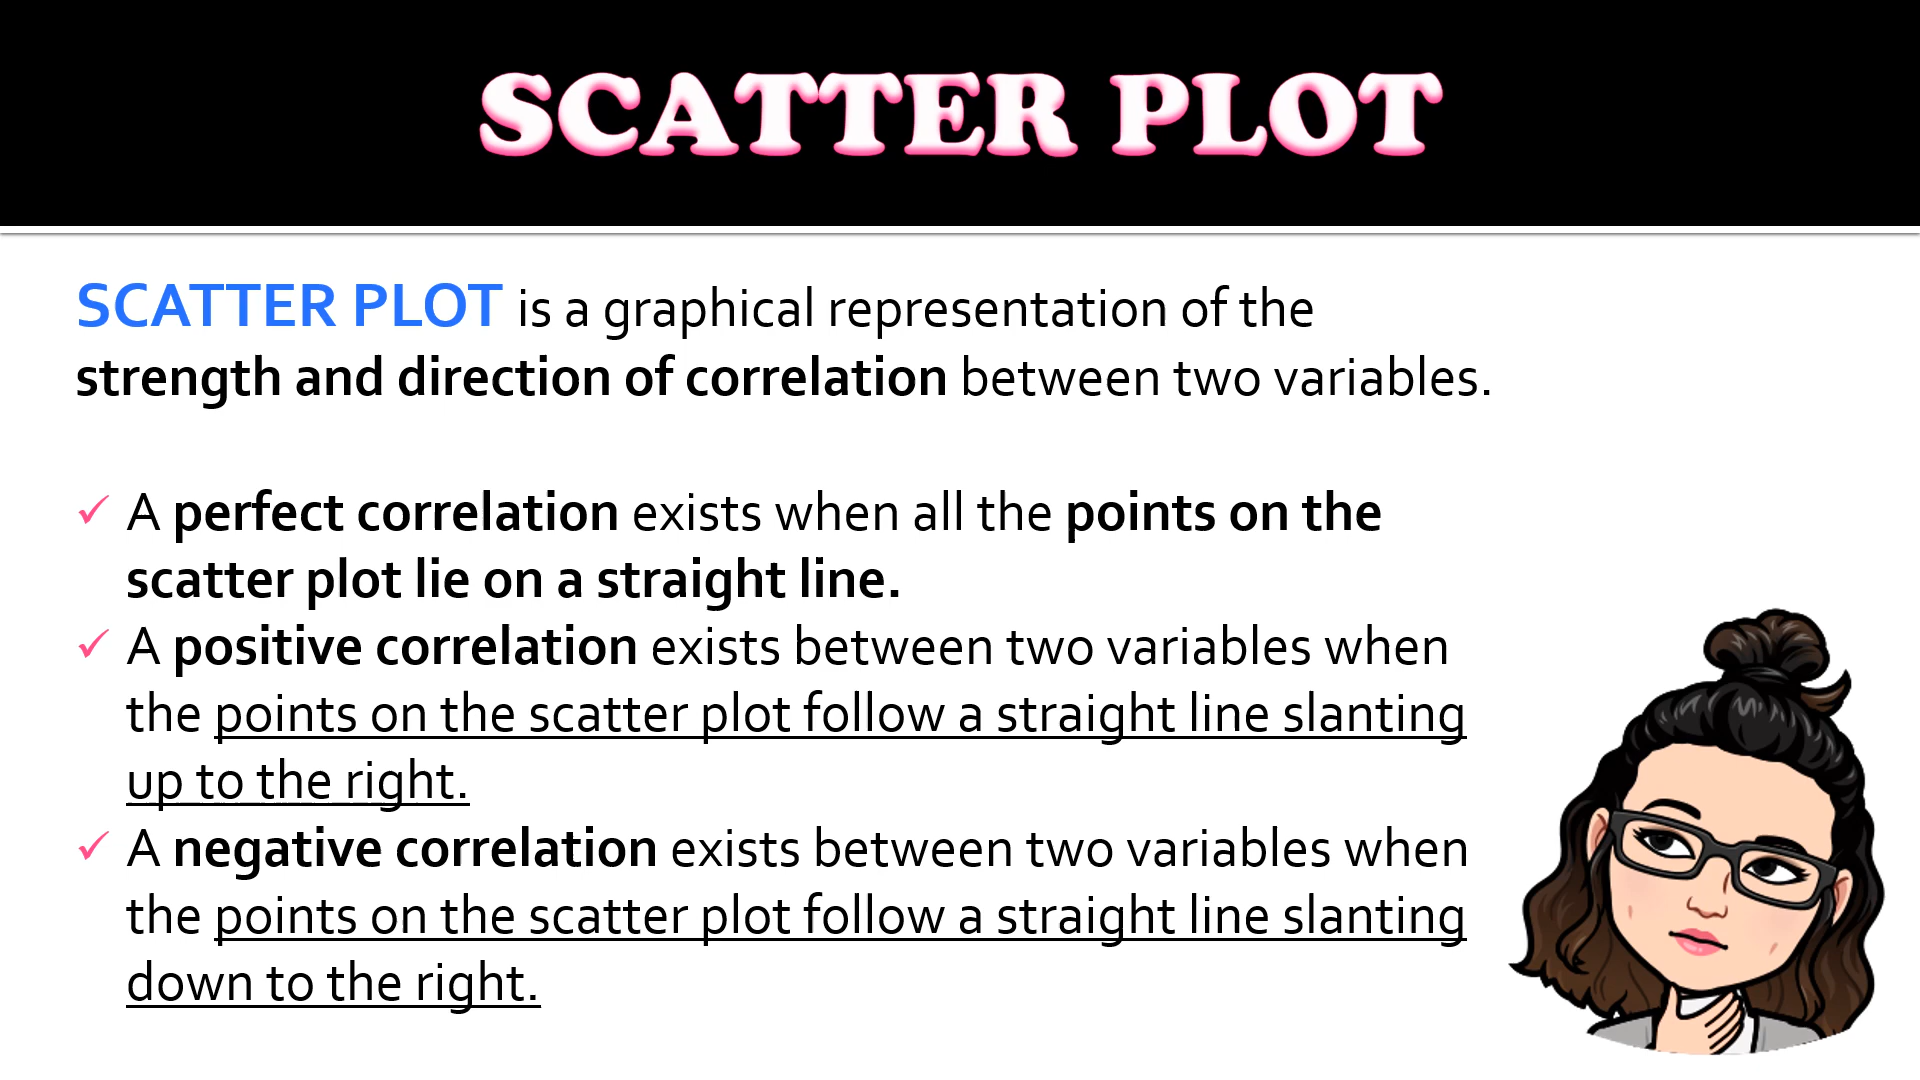 SCATTER PLOT
SCATTER PLOT is a graphical representation of the
strength and direction of correlation between two variables.
✓ A perfect correlation exists when all the points on the
scatter plot lie on a straight line.
✓ A positive correlation exists between two variables when
the points on the scatter plot follow a straight line slanting
up to the right.
✓ A negative correlation exists between two variables when
the points on the scatter plot follow a straight line slanting
down to the right.